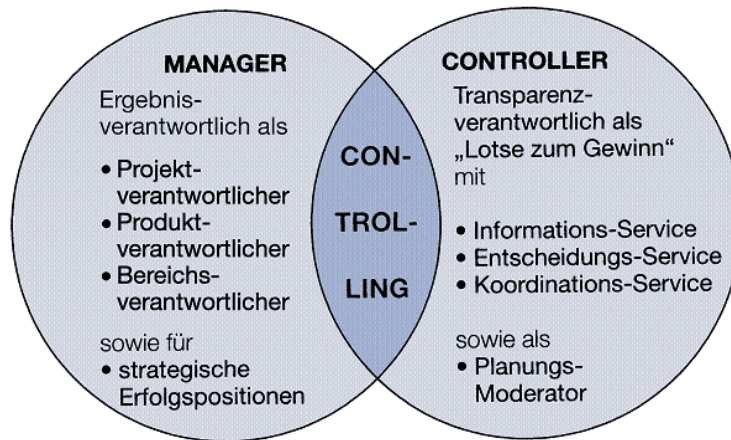 MANAGER
Ergebnis-
verantwortlich als
• Projekt-
verantwortlicher
• Produkt-
verantwortlicher
• Bereichs-
verantwortlicher
sowie für
• strategische
Erfolgspositionen
CON-
TROL-
LING
CONTROLLER
Transparenz-
verantwortlich als
„Lotse zum Gewinn“
mit
• Informations-Service
• Entscheidungs-Service
• Koordinations-Service
sowie als
• Planungs-
Moderator